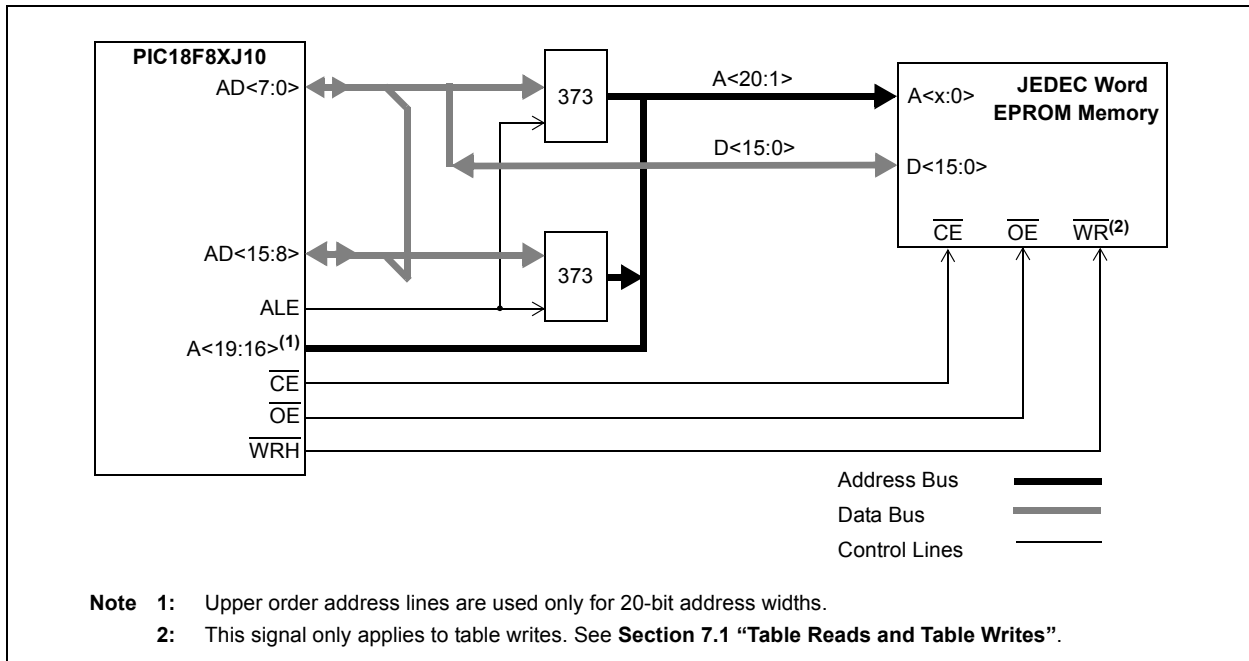 PIC18F8XJ10
AD<7:0>
373
A<20:1>
A<x:0>
JEDEC Word
EPROM Memory
D<15:0>
D<15:0>
CE
OE
WR(2)
AD<15:8>
373
ALE
A<19:16>(1)
CE
OE
WRH
Address Bus
Data Bus
Control Lines
Note 1: Upper order address lines are used only for 20-bit address widths.
2: This signal only applies to table writes. See Section 7.1 “Table Reads and Table Writes”.